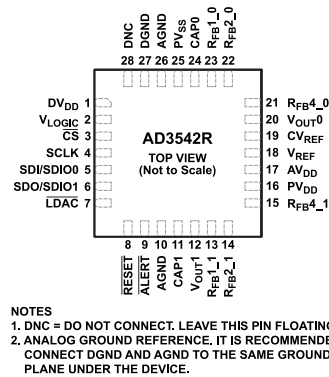 DNC DGND AGND PVSS CAP0 RFB1_0 RFB2_0
28 27 26 25 24 23 22
DVDD 1
VLOGIC 2
CS 3
SCLK 4
SDI/SDIO0 5
SDO/SDIO1 6
LDAC 7
AD3542R
TOP VIEW
(Not to Scale)
21 RFB4_0
20 VOUT0
19 CVREF
18 VREF
17 AVDD
16 PVDD
15 RFB4_1
8 9 10 11 12 13 14
RESET ALERT AGND CAP1 VOUT1 RFB1_1 RFB2_1
NOTES
1. DNC = DO NOT CONNECT. LEAVE THIS PIN FLOATING
2. ANALOG GROUND REFERENCE. IT IS RECOMMENDE
CONNECT DGND AND AGND TO THE SAME GROUND
PLANE UNDER THE DEVICE.